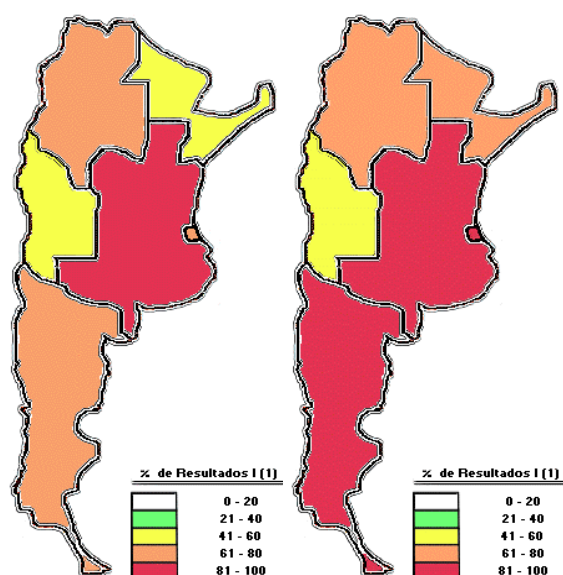 % de Resultados I (1)
0 - 20
21 - 40
41 - 60
61 - 80
81 - 100
% de Resultados I (1)
0 - 20
21 - 40
41 - 60
61 - 80
81 - 100